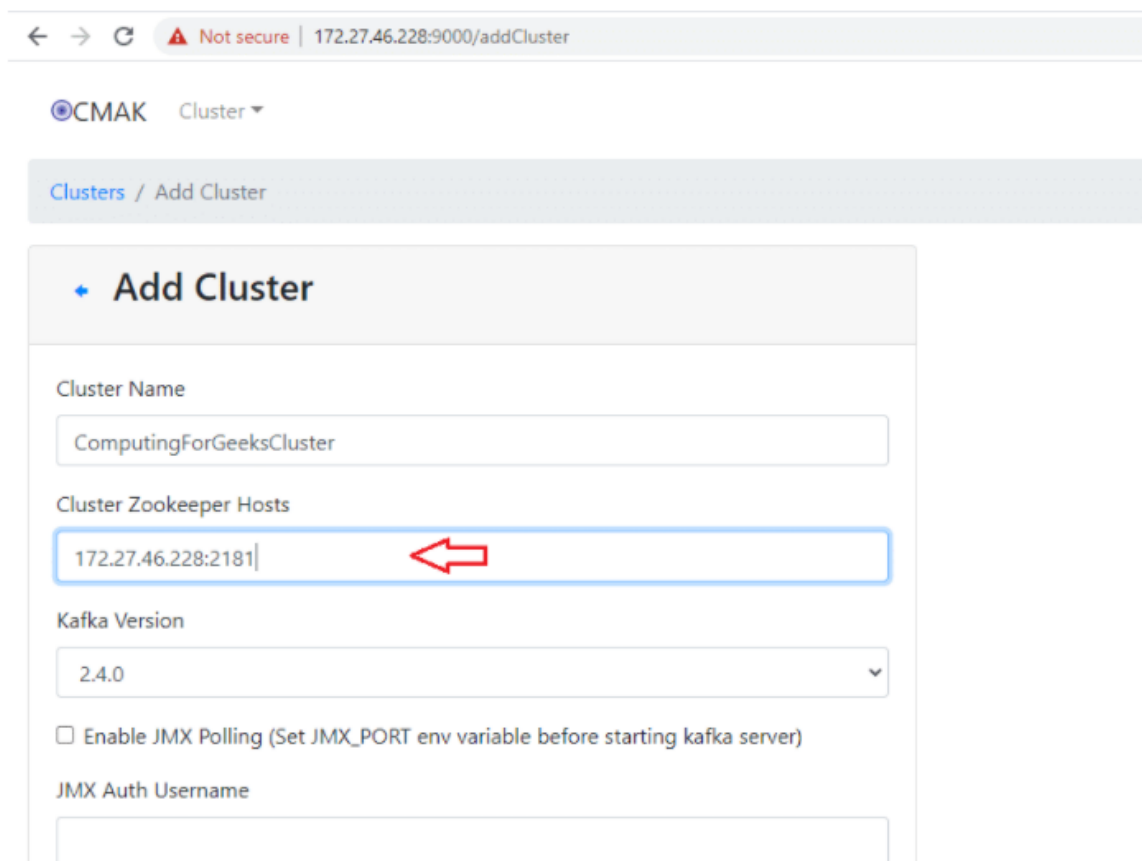 Not secure | 172.27.46.228:9000/addCluster
CMAK Cluster
Clusters / Add Cluster
Add Cluster
Cluster Name
ComputingForGeeksCluster
Cluster Zookeeper Hosts
172.27.46.228:2181
Kafka Version
2.4.0
Enable JMX Polling (Set JMX_PORT env variable before starting kafka server)
JMX Auth Username